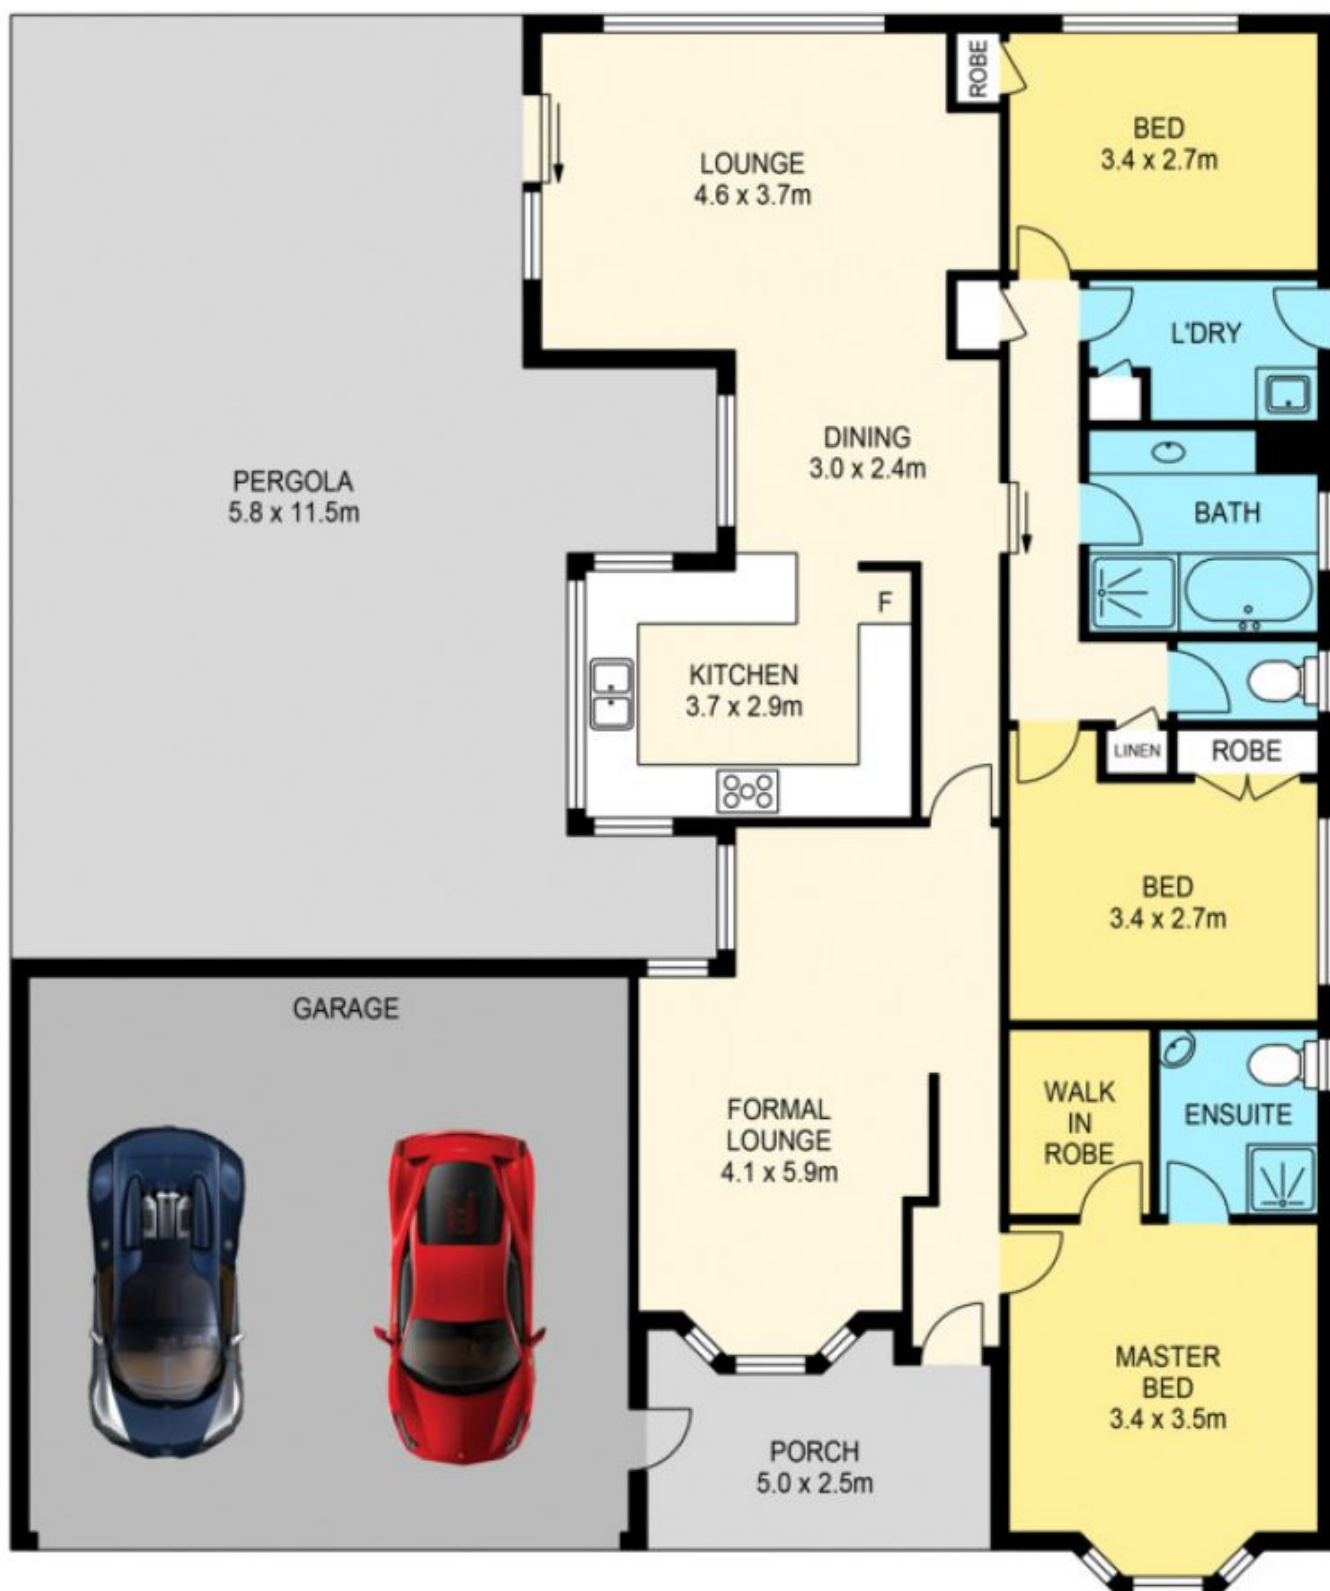 ROBE
BED
3.4 x 2.7m
LOUNGE
4.6 x 3.7m
L'DRY
DINING
3.0 x 2.4m
PERGOLA
5.8 x 11.5m
BATH
F
KITCHEN
3.7 x 2.9m
LINEN
ROBE
BED
3.4 x 2.7m
GARAGE
WALK
IN
ROBE
ENSUITE
FORMAL
LOUNGE
4.1 x 5.9m
MASTER
BED
3.4 x 3.5m
PORCH
5.0 x 2.5m